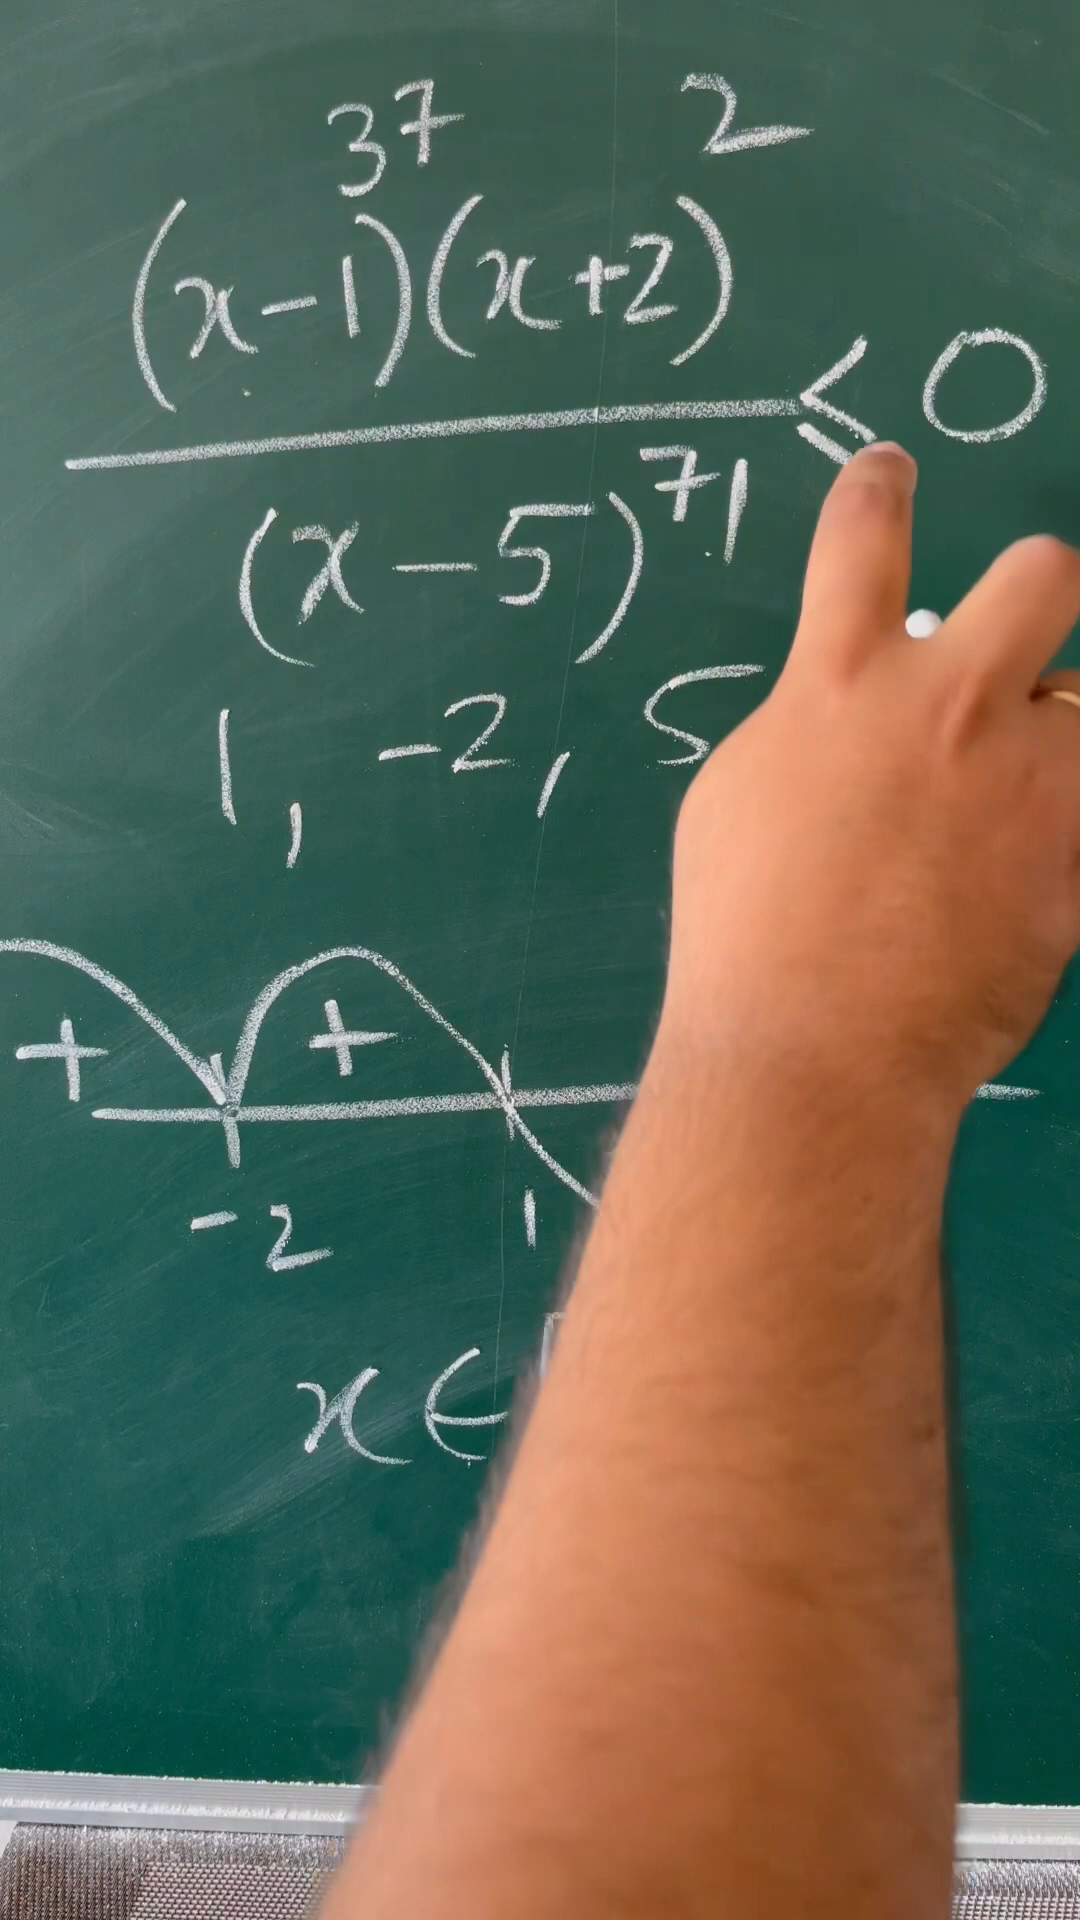 (x-1)³⁷(x+2)²
≤ 0
(x-5)⁷¹
1, -2, 5
+ +
-2 1
x ∈